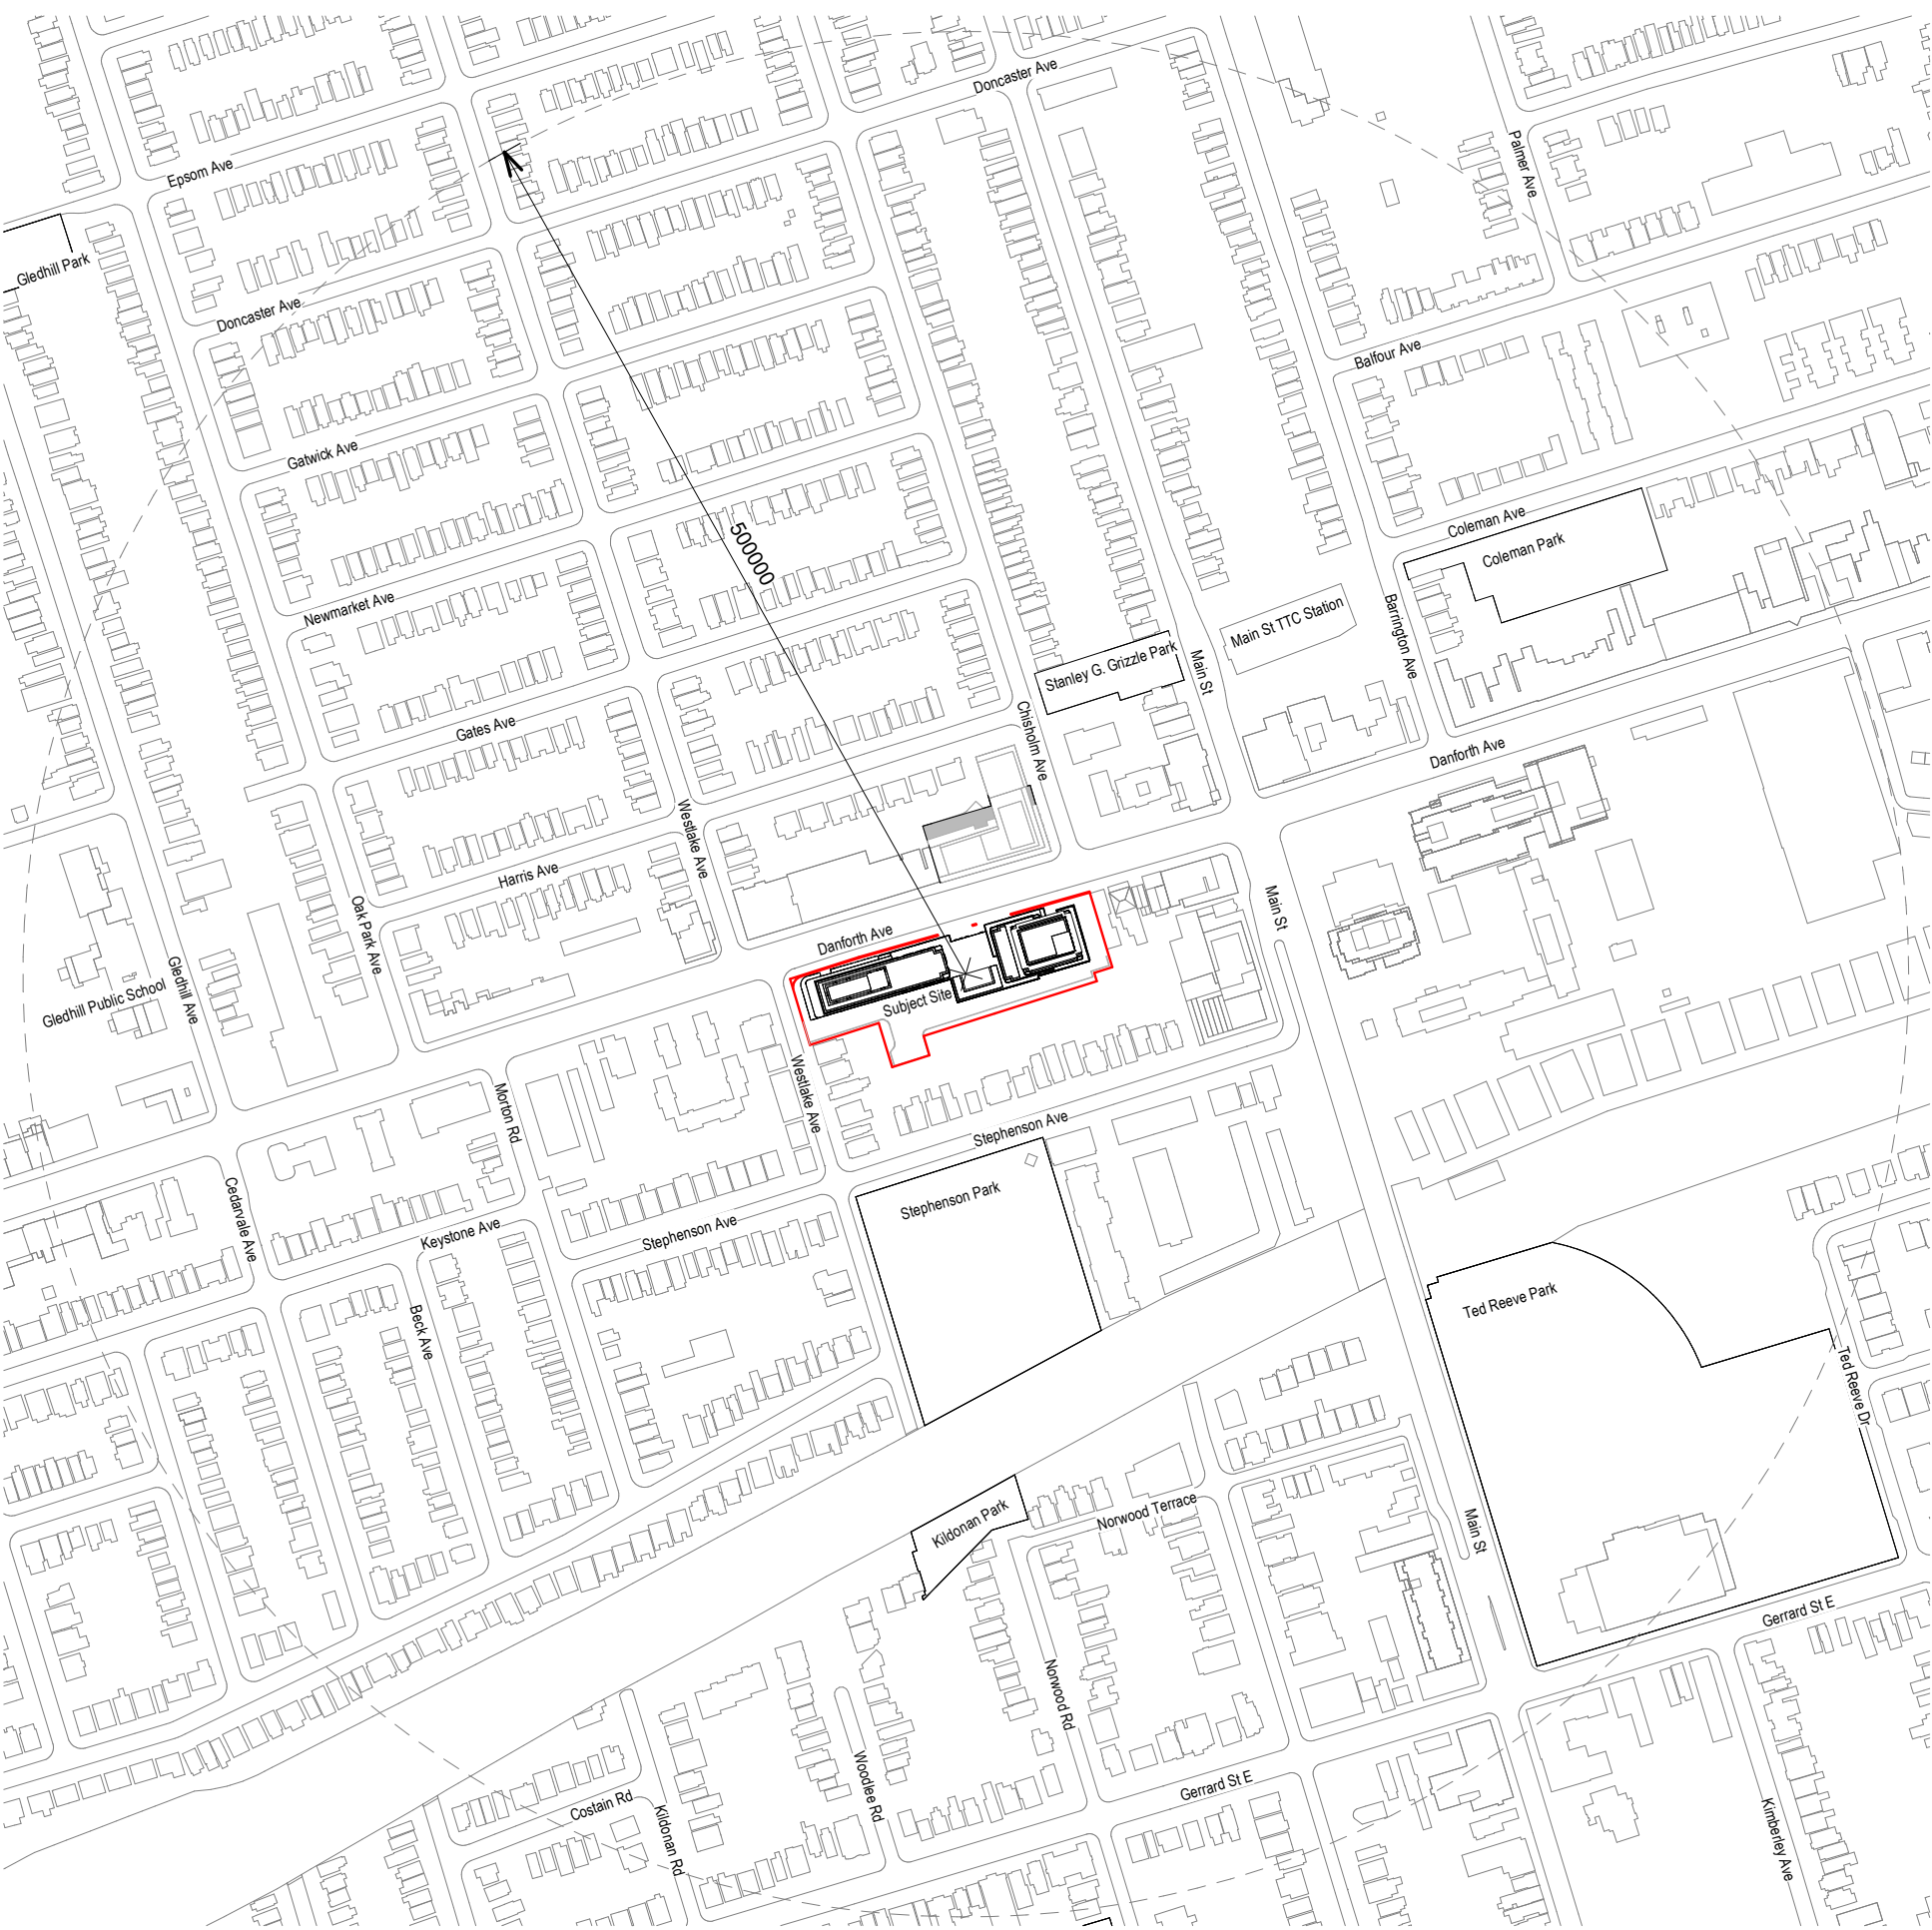 Doncaster Ave
Epsom Ave
Palmer Ave
Gledhill Park
Doncaster Ave
Balfour Ave
Gatwick Ave
Coleman Ave
Coleman Park
500000
Newmarket Ave
Main St TTC Station
Barrington Ave
Stanley G. Grizzle Park
Main St
Gates Ave
Chisholm Ave
Danforth Ave
Westlake Ave
Harris Ave
Oak Park Ave
Main St
Danforth Ave
Gledhill Public School
Gledhill Ave
Subject Site
Westlake Ave
Morton Rd
Stephenson Ave
Cedarvale Ave
Stephenson Park
Keystone Ave
Stephenson Ave
Ted Reeve Park
Beck Ave
Ted Reeve Dr
Kildonan Park
Norwood Terrace
Main St
Gerrard St E
Norwood Rd
Gerrard St E
Woodlee Rd
Costain Rd
Kildonan Rd
Kimberley Ave